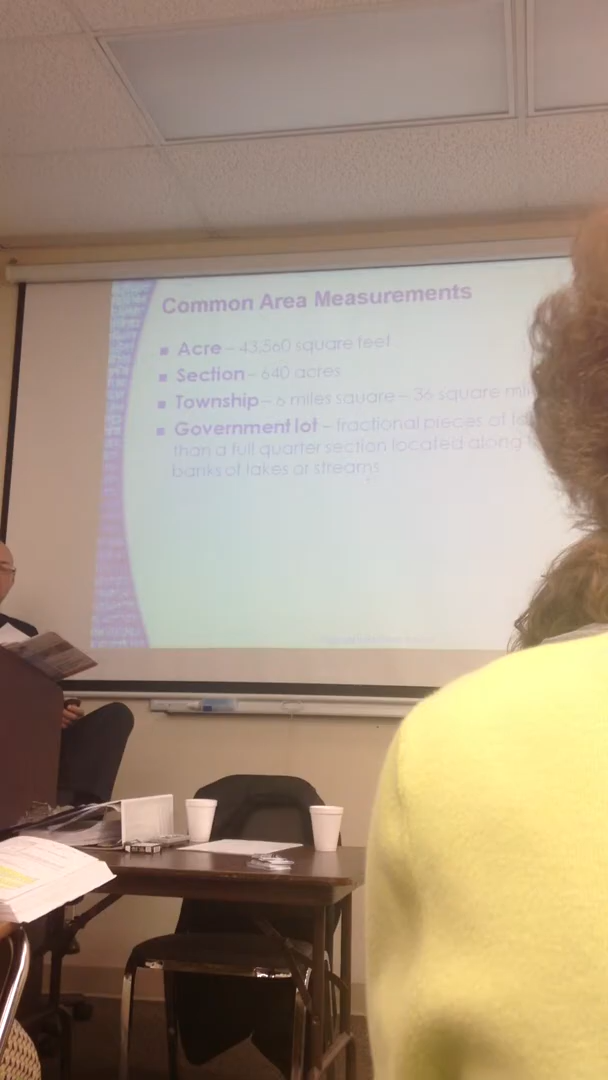 Common Area Measurements
▪ Acre – 43,560 square feet
▪ Section – 640 acres
▪ Township – 6 miles square – 36 square
▪ Government lot – fractional pieces of
than a full quarter section located along
banks of lakes or streams